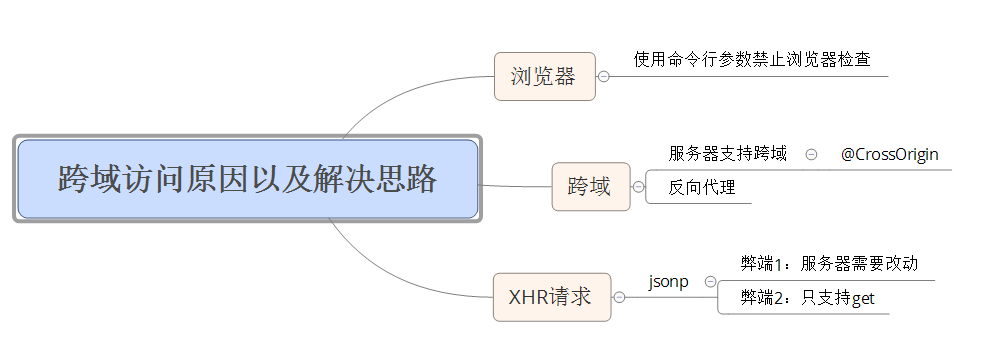 跨域访问原因以及解决思路
浏览器
使用命令行参数禁止浏览器检查
跨域
服务器支持跨域
@CrossOrigin
反向代理
XHR请求
jsonp
弊端1：服务器需要改动
弊端2：只支持get